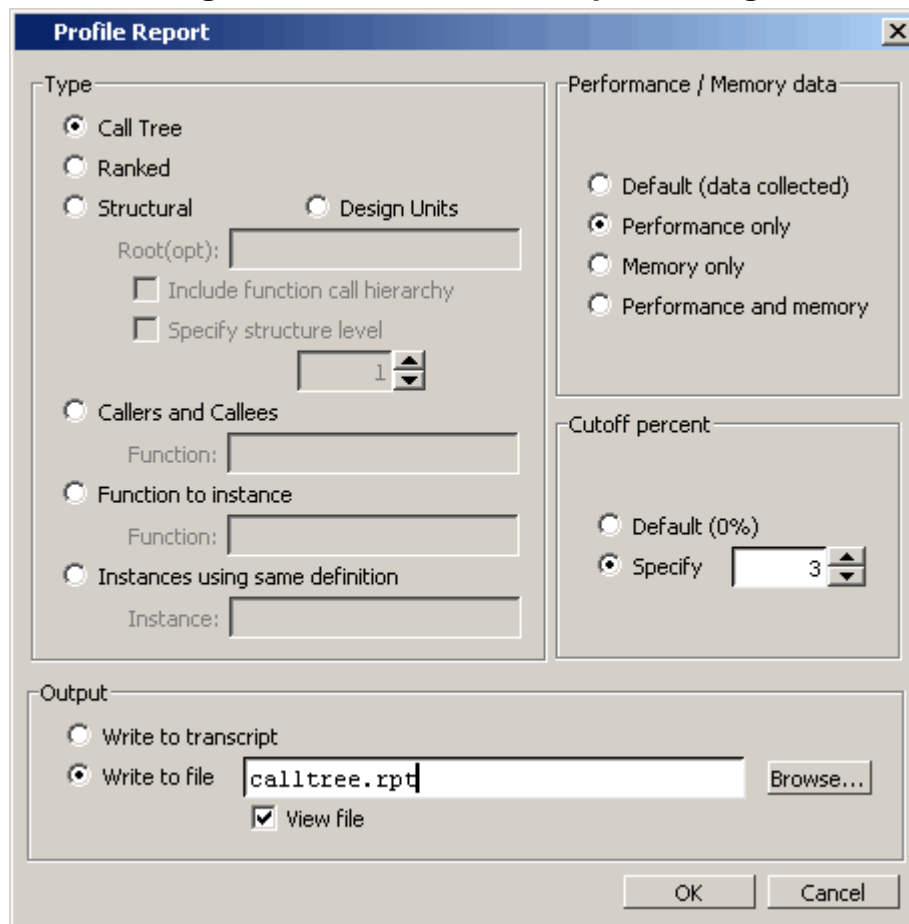 Profile Report
Type
Call Tree
Ranked
Structural Design Units
Root(opt):
Include function call hierarchy
Specify structure level
1
Callers and Callees
Function:
Function to instance
Function:
Instances using same definition
Instance:
Performance / Memory data
Default (data collected)
Performance only
Memory only
Performance and memory
Cutoff percent
Default (0%)
Specify 3
Output
Write to transcript
Write to file calltree.rpt Browse...
View file
OK Cancel